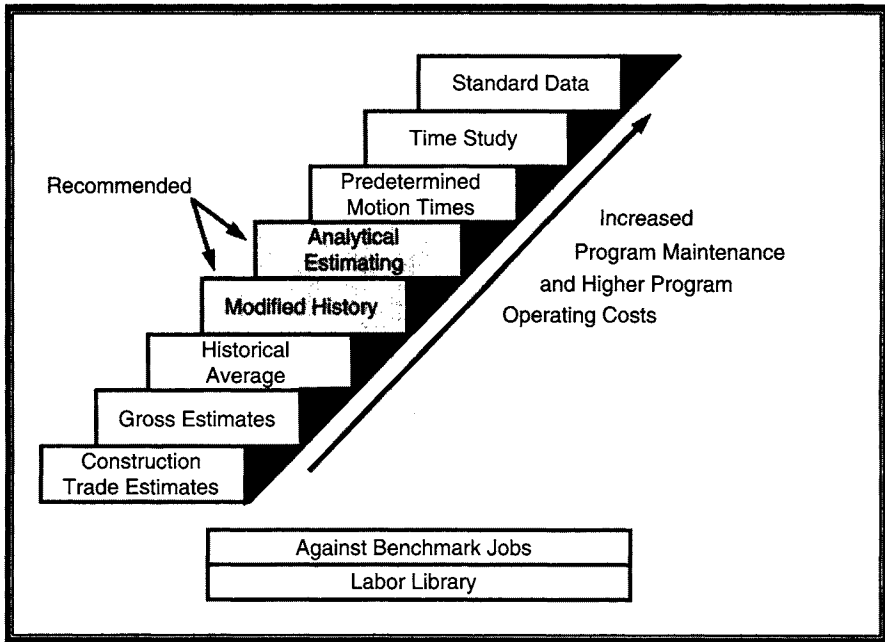 Standard Data
Time Study
Predetermined
Motion Times
Recommended
Analytical
Estimating
Modified History
Historical
Average
Gross Estimates
Construction
Trade Estimates
Increased
Program Maintenance
and Higher Program
Operating Costs
Against Benchmark Jobs
Labor Library